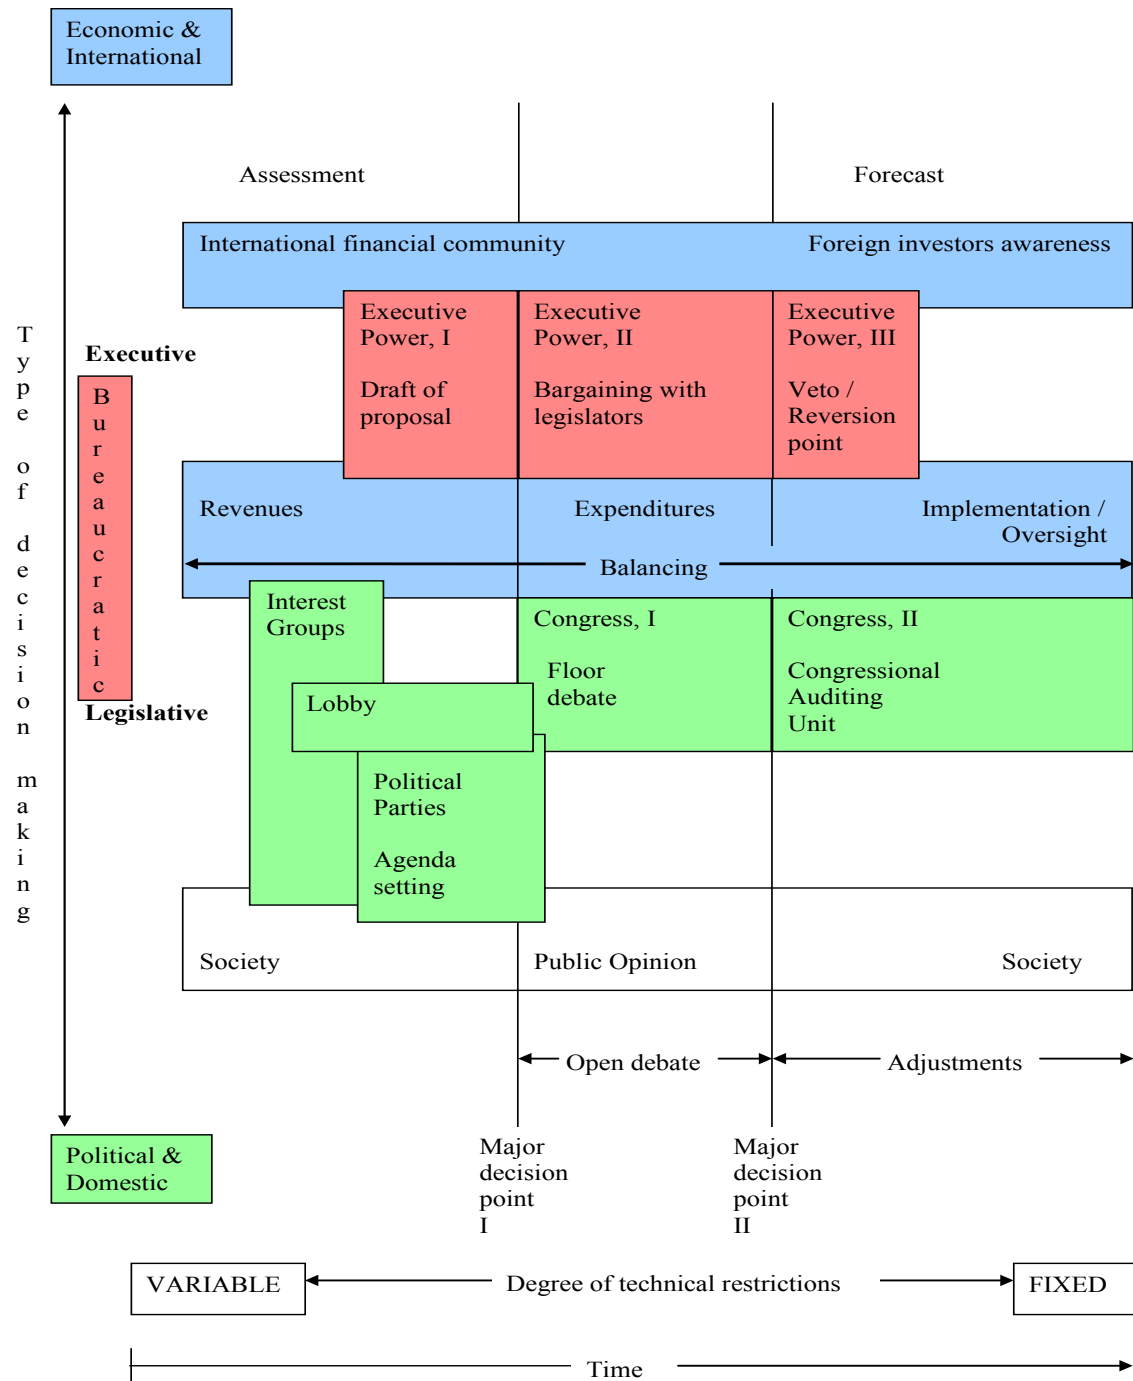 Economic &
International
Assessment
Forecast
International financial community
Foreign investors awareness
Executive
Power, I
Draft of
proposal
Executive
Power, II
Bargaining with
legislators
Executive
Power, III
Veto /
Reversion
point
Type of decision making
Executive
Bureaucratic
Legislative
Revenues
Expenditures
Implementation /
Oversight
Balancing
Interest
Groups
Lobby
Political
Parties
Agenda
setting
Congress, I
Floor
debate
Congress, II
Congressional
Auditing
Unit
Society
Public Opinion
Society
Open debate
Adjustments
Political &
Domestic
Major
decision
point
I
Major
decision
point
II
VARIABLE
Degree of technical restrictions
FIXED
Time